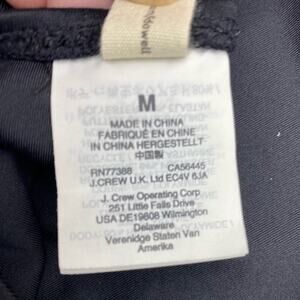 M
MADE IN CHINA
FABRIQUÉ EN CHINE
IN CHINA HERGESTELLT
中国製
RN77388 CA56445
J.CREW U.K. Ltd EC4V 6JA
J. Crew Operating Corp
251 Little Falls Drive
USA DE19808 Wilmington
Delaware
Verenidge Staten Van
Amerika